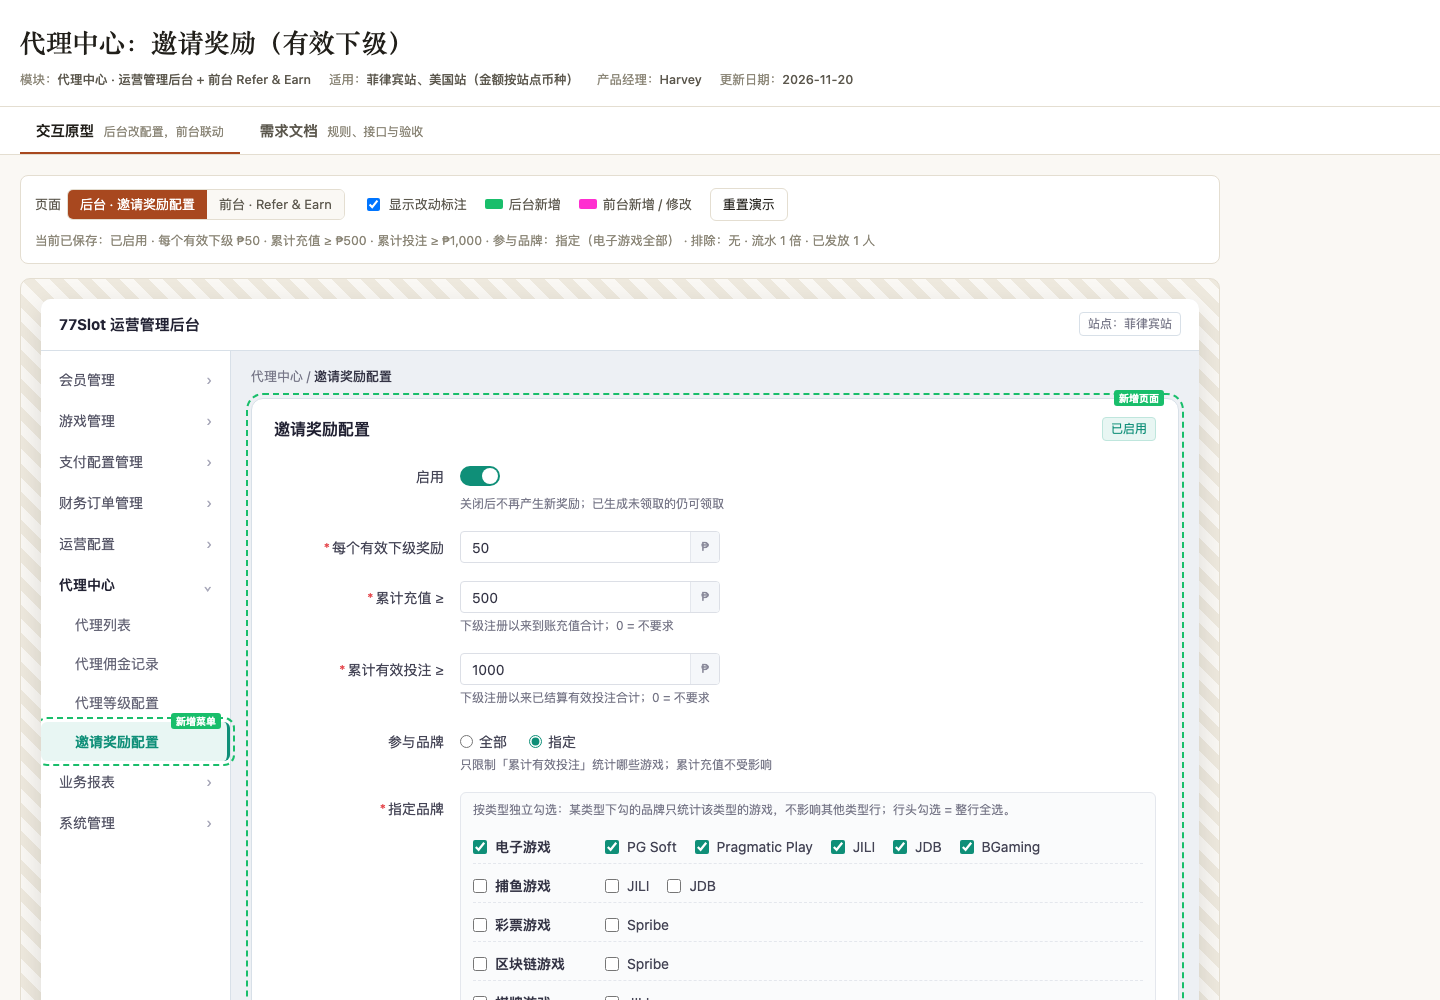 代理中心：邀请奖励（有效下级）
模块：代理中心 · 运营管理后台 + 前台 Refer & Earn 适用：菲律宾站、美国站（金额按站点币种） 产品经理：Harvey 更新日期：2026-11-20
交互原型 后台改配置，前台联动 需求文档 规则、接口与验收
页面 后台 · 邀请奖励配置 前台 · Refer & Earn 显示改动标注 后台新增 前台新增 / 修改 重置演示
当前已保存：已启用 · 每个有效下级 ₱50 · 累计充值 ≥ ₱500 · 累计投注 ≥ ₱1,000 · 参与品牌：指定（电子游戏全部） · 排除：无 · 流水 1 倍 · 已发放 1 人
77Slot 运营管理后台
站点：菲律宾站
会员管理
游戏管理
支付配置管理
财务订单管理
运营配置
代理中心
代理列表
代理佣金记录
代理等级配置
新增菜单
邀请奖励配置
业务报表
系统管理
代理中心 / 邀请奖励配置
新增页面
邀请奖励配置
已启用
启用
关闭后不再产生新奖励；已生成未领取的仍可领取
*每个有效下级奖励 50 ₱
*累计充值 ≥ 500 ₱
下级注册以来到账充值合计；0 = 不要求
*累计有效投注 ≥ 1000 ₱
下级注册以来已结算有效投注合计；0 = 不要求
参与品牌 全部 指定
只限制「累计有效投注」统计哪些游戏；累计充值不受影响
*指定品牌
按类型独立勾选：某类型下勾的品牌只统计该类型的游戏，不影响其他类型行；行头勾选 = 整行全选。
电子游戏 PG Soft Pragmatic Play JILI JDB BGaming
捕鱼游戏 JILI JDB
彩票游戏 Spribe
区块链游戏 Spribe